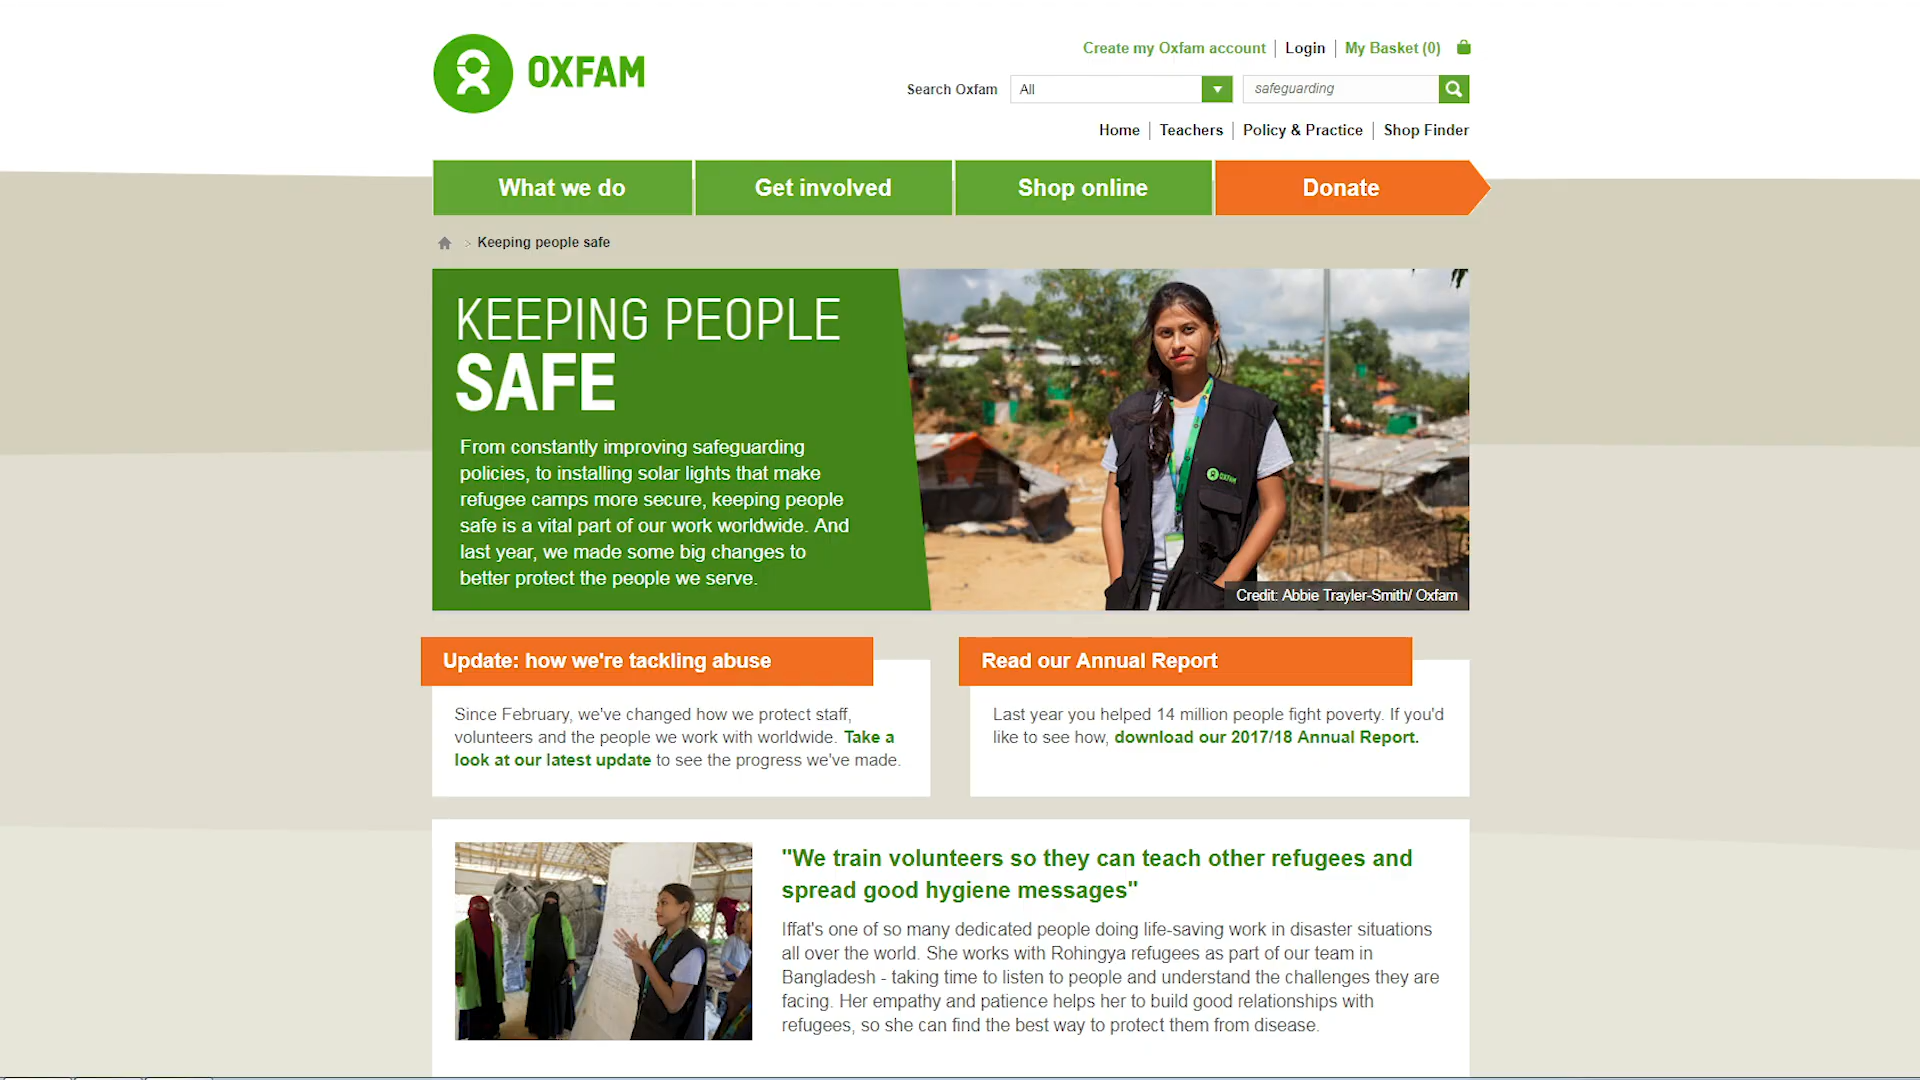 OXFAM
Create my Oxfam account
Login
My Basket (0)
Search Oxfam
All
safeguarding
Home
Teachers
Policy & Practice
Shop Finder
What we do
Get involved
Shop online
Donate
> Keeping people safe
KEEPING PEOPLE
SAFE
From constantly improving safeguarding
policies, to installing solar lights that make
refugee camps more secure, keeping people
safe is a vital part of our work worldwide. And
last year, we made some big changes to
better protect the people we serve.
OXFAM
Credit: Abbie Trayler-Smith/ Oxfam
Update: how we're tackling abuse
Since February, we've changed how we protect staff,
volunteers and the people we work with worldwide. Take a
look at our latest update to see the progress we've made.
Read our Annual Report
Last year you helped 14 million people fight poverty. If you'd
like to see how, download our 2017/18 Annual Report.
"We train volunteers so they can teach other refugees and
spread good hygiene messages"
Iffat's one of so many dedicated people doing life-saving work in disaster situations
all over the world. She works with Rohingya refugees as part of our team in
Bangladesh - taking time to listen to people and understand the challenges they are
facing. Her empathy and patience helps her to build good relationships with
refugees, so she can find the best way to protect them from disease.